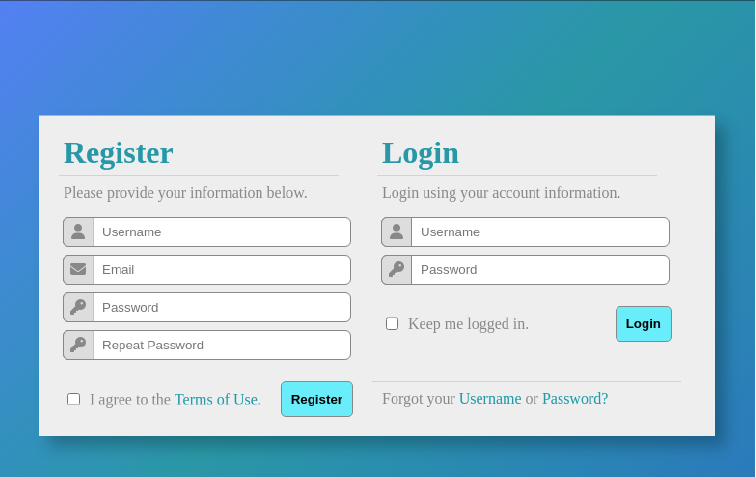 Register
Please provide your information below.
Username
Email
Password
Repeat Password
I agree to the Terms of Use.
Register
Login
Login using your account information.
Username
Password
Keep me logged in.
Login
Forgot your Username or Password?